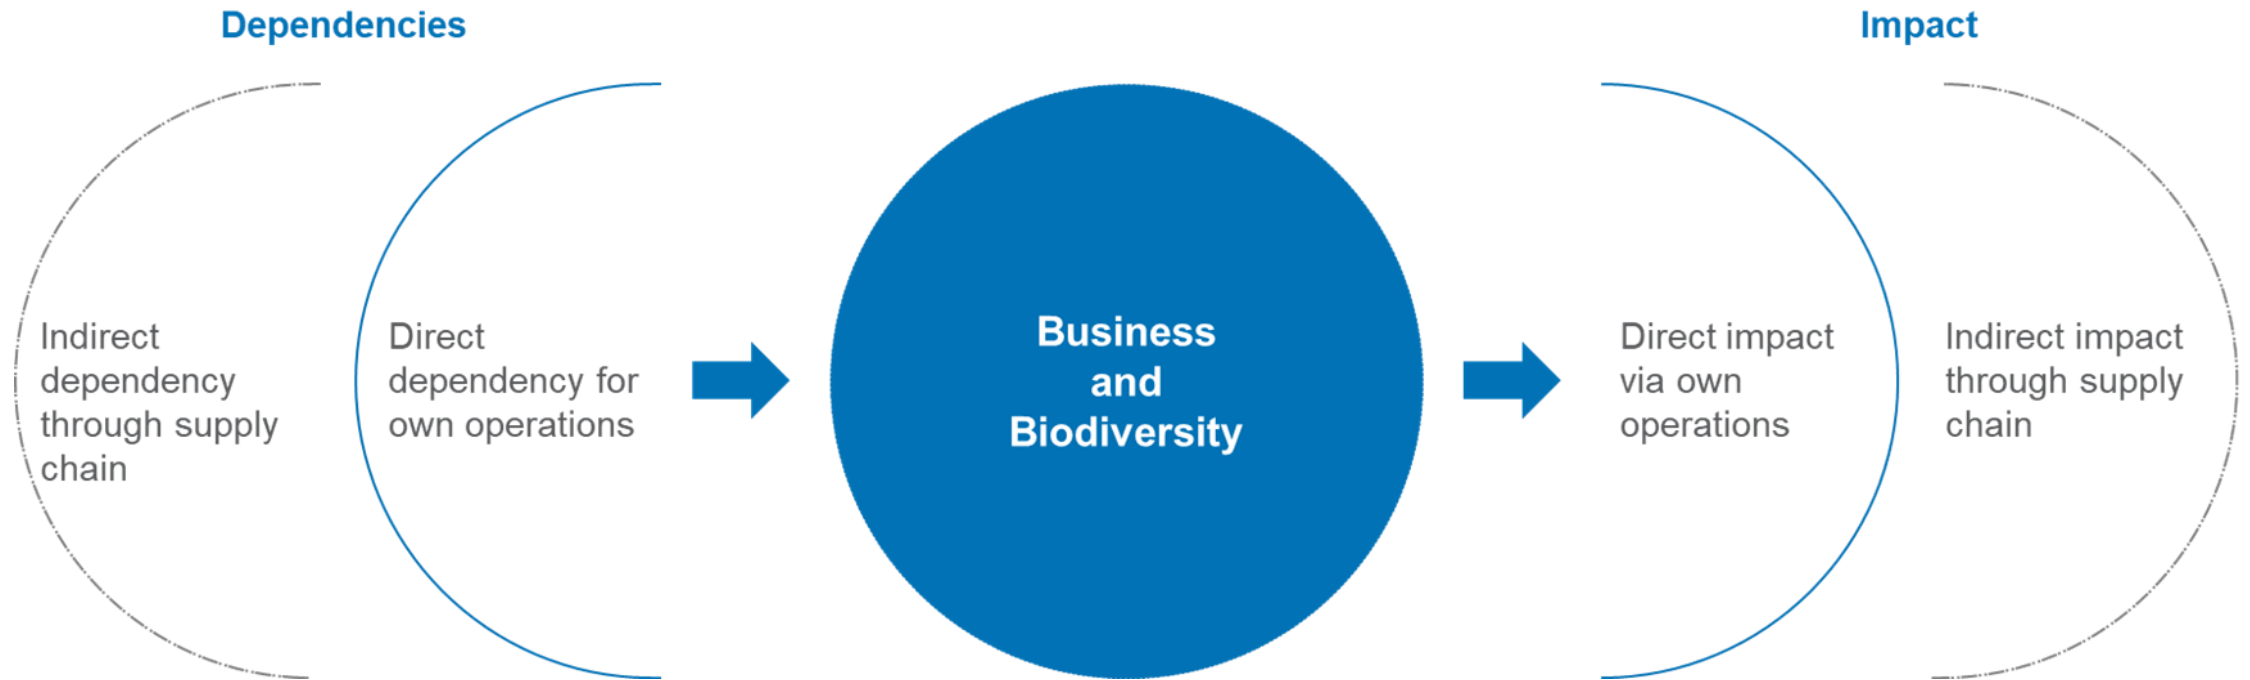 Dependencies
Impact
Indirect
dependency
through supply
chain
Direct
dependency for
own operations
Business
and
Biodiversity
Direct impact
via own
operations
Indirect impact
through supply
chain